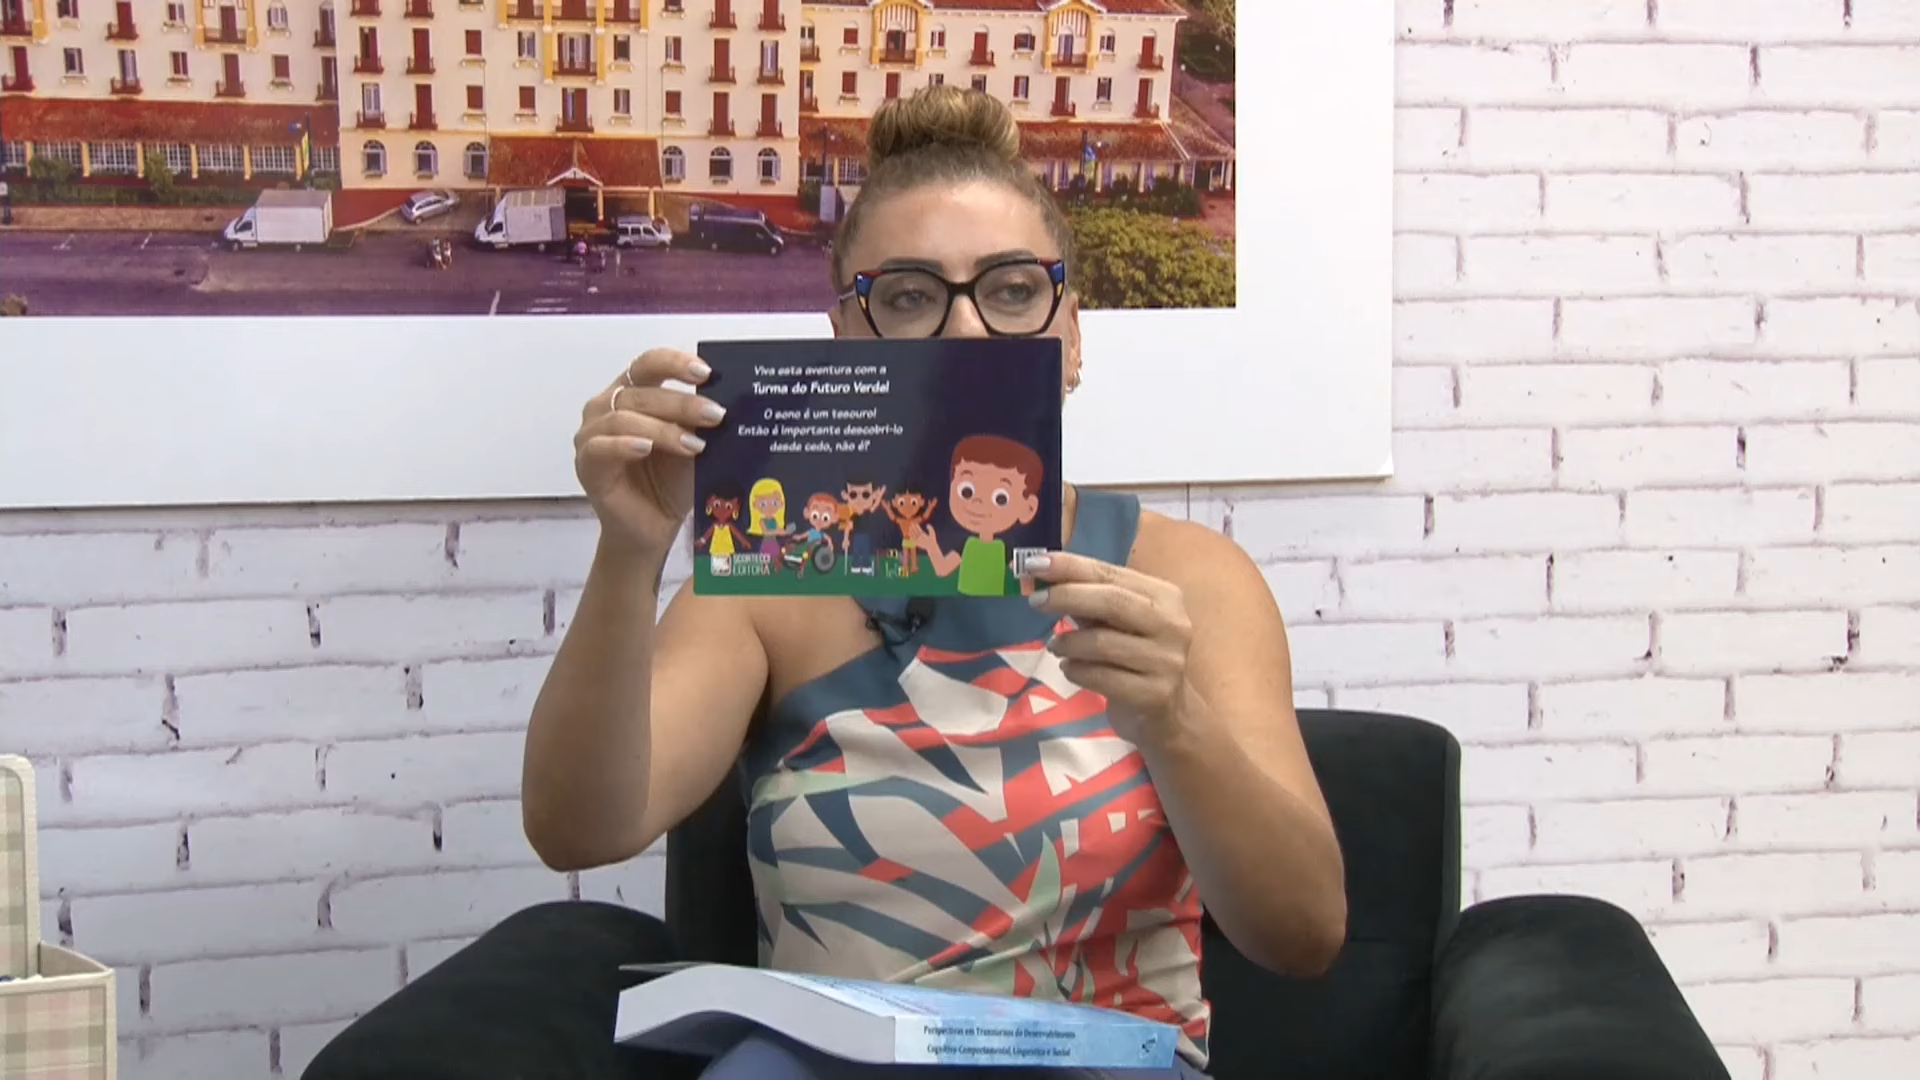 Viva esta aventura com a
Turma do Futuro Verde!
O sono é um tesouro!
Então é importante descobri-lo
desde cedo, não é?
SCORTECCI
EDITORA
Perspectivas em Transtornos do Desenvolvimento
Cognitivo-Comportamental, Linguístico e Social